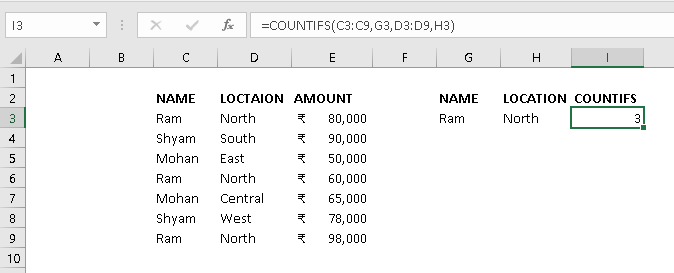 I3 fx =COUNTIFS(C3:C9,G3,D3:D9,H3)
A B C D E F G H I
1
2 NAME LOCTAION AMOUNT NAME LOCATION COUNTIFS
3 Ram North ₹ 80,000 Ram North 3
4 Shyam South ₹ 90,000
5 Mohan East ₹ 50,000
6 Ram North ₹ 60,000
7 Mohan Central ₹ 65,000
8 Shyam West ₹ 78,000
9 Ram North ₹ 98,000
10